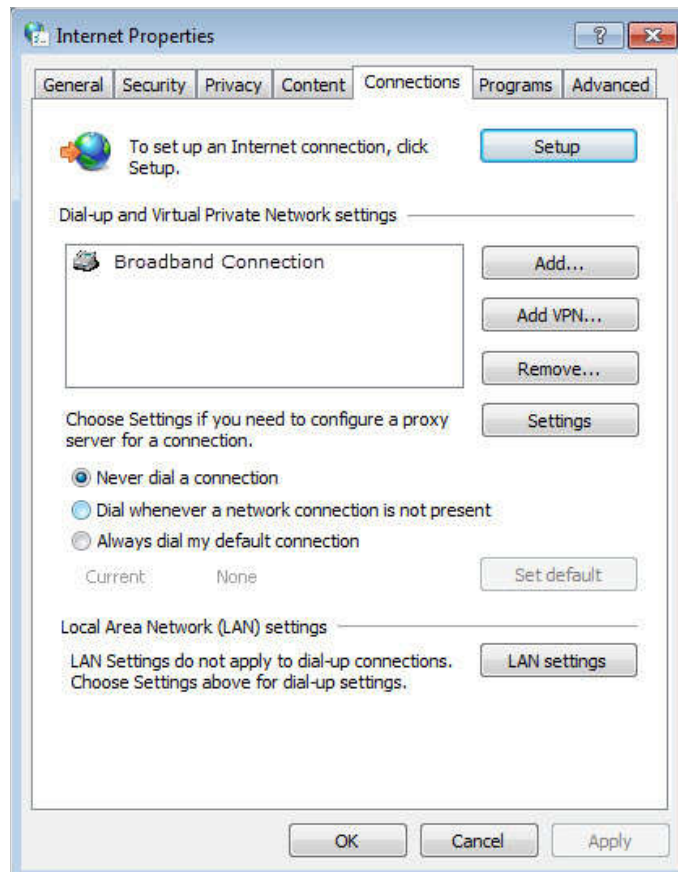 Internet Properties
General Security Privacy Content Connections Programs Advanced
To set up an Internet connection, click
Setup.
Setup
Dial-up and Virtual Private Network settings
Broadband Connection
Add...
Add VPN...
Remove...
Choose Settings if you need to configure a proxy
server for a connection.
Settings
Never dial a connection
Dial whenever a network connection is not present
Always dial my default connection
Current None
Set default
Local Area Network (LAN) settings
LAN Settings do not apply to dial-up connections.
Choose Settings above for dial-up settings.
LAN settings
OK Cancel Apply